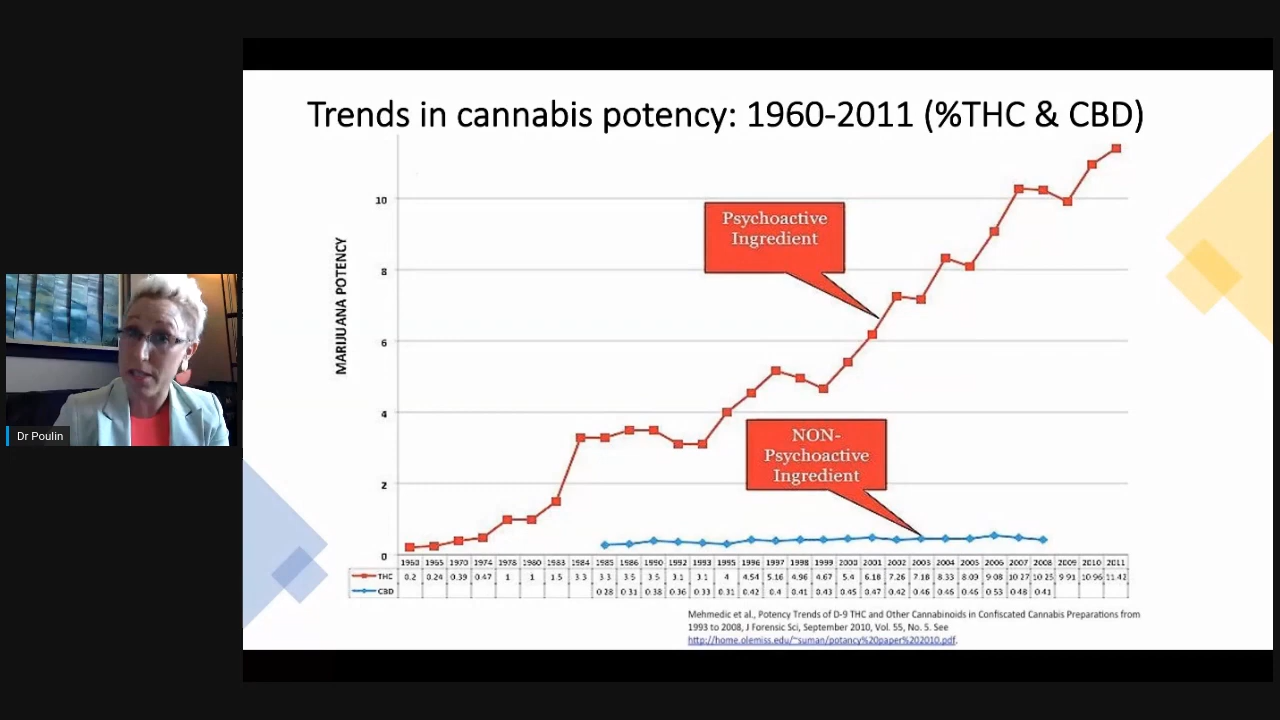 Trends in cannabis potency: 1960-2011 (%THC & CBD)
MARIJUANA POTENCY
10
8
6
4
2
0
Psychoactive
Ingredient
NON-
Psychoactive
Ingredient
1960 1965 1970 1974 1978 1980 1983 1984 1985 1986 1990 1992 1993 1995 1996 1997 1998 1999 2000 2001 2002 2003 2004 2005 2006 2007 2008 2009 2010 2011
THC 0.2 0.24 0.39 0.47 1 1 1.5 3.3 3.3 3.5 3.5 3.1 3.1 4 4.54 5.16 4.96 4.67 5.4 6.18 7.26 7.18 8.33 8.09 9.08 10.27 10.25 9.91 10.96 11.42
CBD 0.28 0.31 0.38 0.36 0.33 0.31 0.42 0.4 0.41 0.43 0.45 0.47 0.42 0.46 0.46 0.46 0.53 0.48 0.41
Mehmedic et al., Potency Trends of D-9 THC and Other Cannabinoids in Confiscated Cannabis Preparations from
1993 to 2008, J Forensic Sci, September 2010, Vol. 55, No. 5. See
http://home.olemiss.edu/~suman/potancy%20paper%202010.pdf.
Dr Poulin